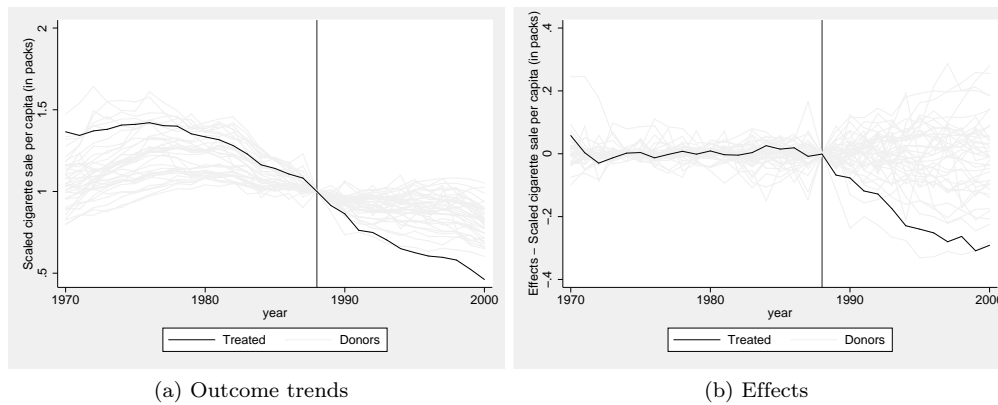 Scaled cigarette sale per capita (in packs)
2
1.5
1
.5
1970
1980
1990
2000
year
Treated
Donors
(a) Outcome trends
Effects − Scaled cigarette sale per capita (in packs)
.4
.2
0
−.2
−.4
1970
1980
1990
2000
year
Treated
Donors
(b) Effects